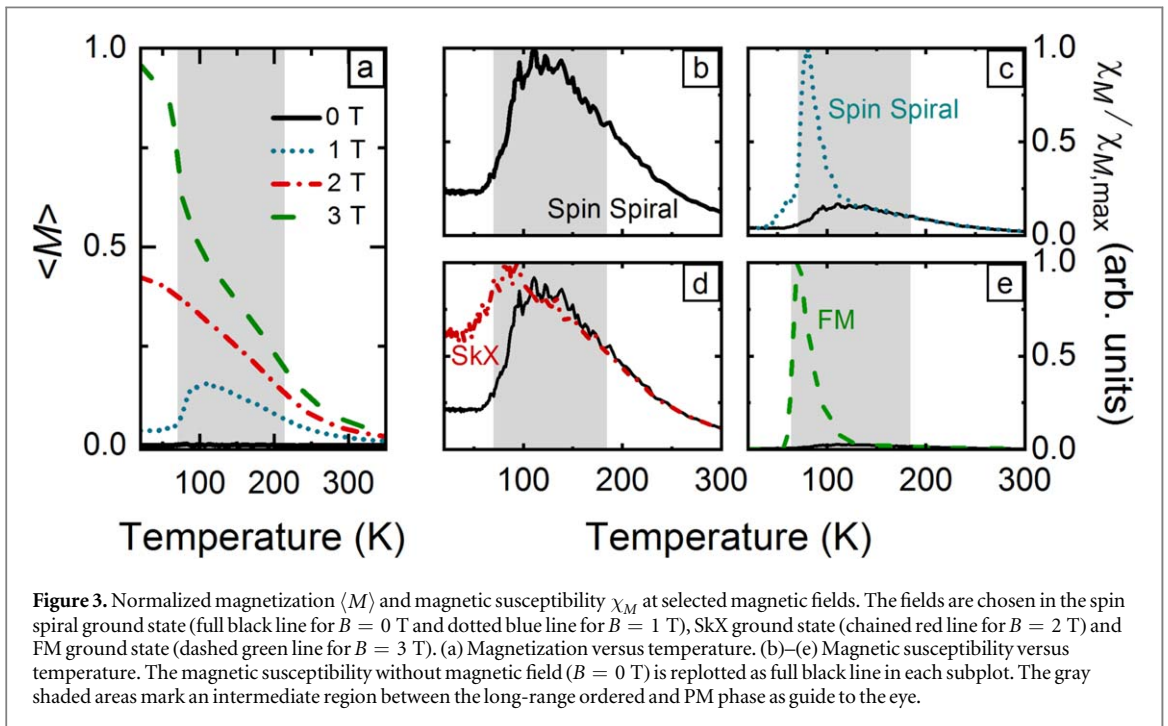 1.0
0.5
0.0
<M>
a
0 T
1 T
2 T
3 T
100 200 300
Temperature (K)
b
Spin Spiral
c
Spin Spiral
1.0
0.5
0.0
d
SkX
100 200 300
e
FM
1.0
0.5
0.0
100 200 300
Temperature (K)
χM / χM,max (arb. units)
Figure 3. Normalized magnetization ⟨M⟩ and magnetic susceptibility χM at selected magnetic fields. The fields are chosen in the spin
spiral ground state (full black line for B = 0 T and dotted blue line for B = 1 T), SkX ground state (chained red line for B = 2 T) and
FM ground state (dashed green line for B = 3 T). (a) Magnetization versus temperature. (b)–(e) Magnetic susceptibility versus
temperature. The magnetic susceptibility without magnetic field (B = 0 T) is replotted as full black line in each subplot. The gray
shaded areas mark an intermediate region between the long-range ordered and PM phase as guide to the eye.